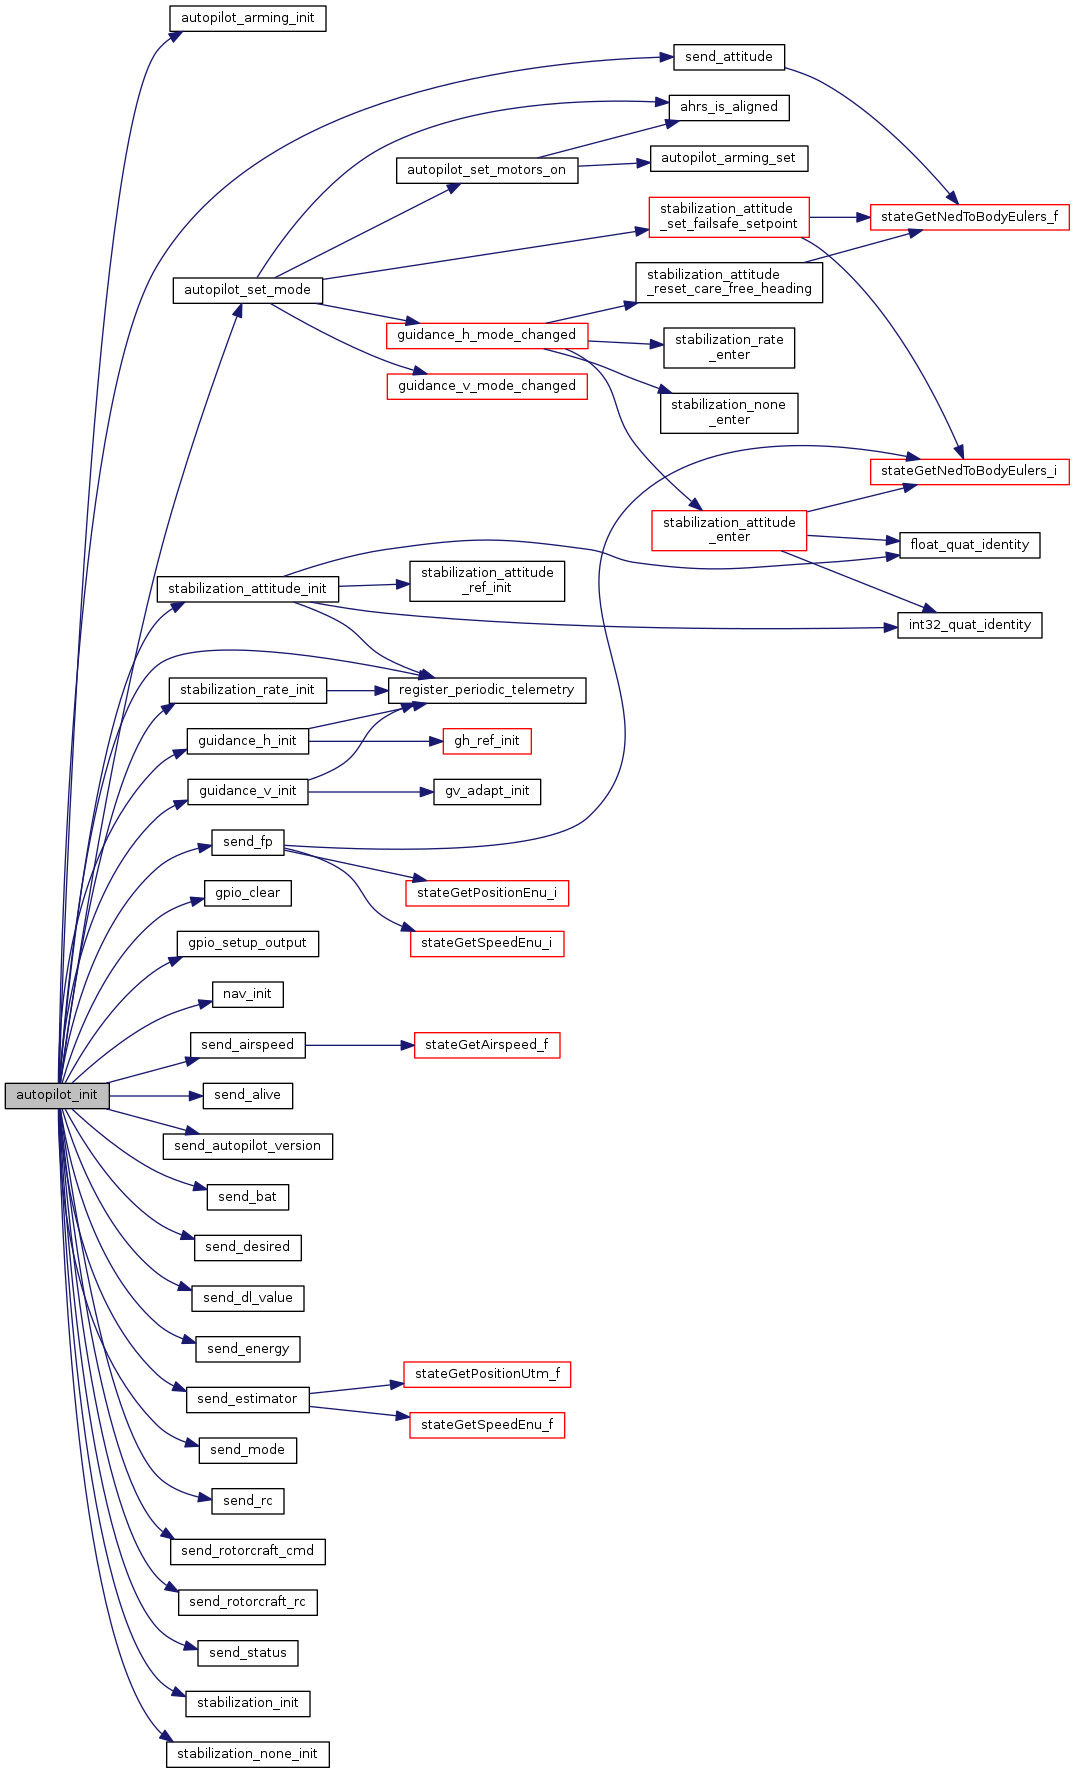 autopilot_arming_init
send_attitude
ahrs_is_aligned
autopilot_set_motors_on
autopilot_arming_set
stabilization_attitude
_set_failsafe_setpoint
stateGetNedToBodyEulers_f
autopilot_set_mode
stabilization_attitude
_reset_care_free_heading
guidance_h_mode_changed
stabilization_rate
_enter
guidance_v_mode_changed
stabilization_none
_enter
stateGetNedToBodyEulers_i
stabilization_attitude
_enter
float_quat_identity
stabilization_attitude_init
stabilization_attitude
_ref_init
int32_quat_identity
stabilization_rate_init
register_periodic_telemetry
guidance_h_init
gh_ref_init
guidance_v_init
gv_adapt_init
send_fp
gpio_clear
stateGetPositionEnu_i
gpio_setup_output
stateGetSpeedEnu_i
nav_init
send_airspeed
stateGetAirspeed_f
autopilot_init
send_alive
send_autopilot_version
send_bat
send_desired
send_dl_value
send_energy
stateGetPositionUtm_f
send_estimator
stateGetSpeedEnu_f
send_mode
send_rc
send_rotorcraft_cmd
send_rotorcraft_rc
send_status
stabilization_init
stabilization_none_init